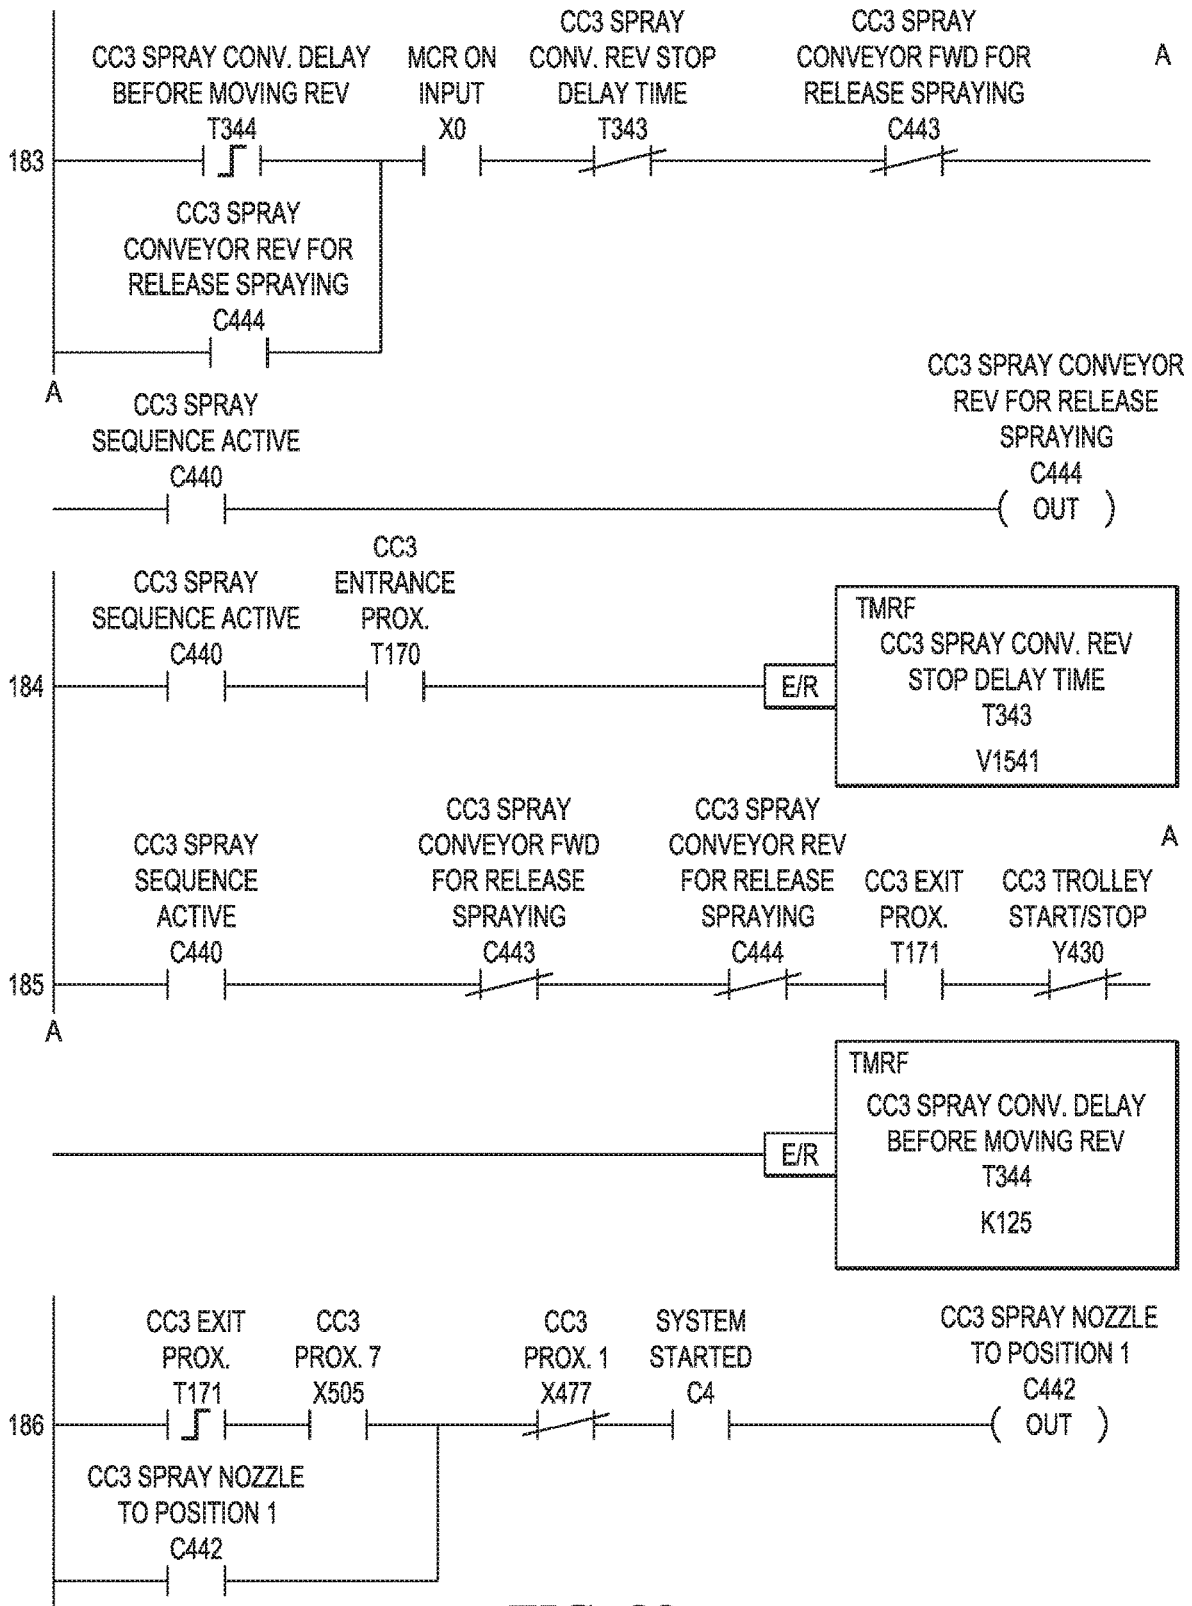 CC3 SPRAY CONV. DELAY
BEFORE MOVING REV
T344
MCR ON
INPUT
X0
CC3 SPRAY
CONV. REV STOP
DELAY TIME
T343
CC3 SPRAY
CONVEYOR FWD FOR
RELEASE SPRAYING
C443
A
183
CC3 SPRAY
CONVEYOR REV FOR
RELEASE SPRAYING
C444
A
CC3 SPRAY
SEQUENCE ACTIVE
C440
CC3 SPRAY CONVEYOR
REV FOR RELEASE
SPRAYING
C444
OUT
184
CC3 SPRAY
SEQUENCE ACTIVE
C440
CC3
ENTRANCE
PROX.
T170
E/R
TMRF
CC3 SPRAY CONV. REV
STOP DELAY TIME
T343
V1541
185
CC3 SPRAY
SEQUENCE
ACTIVE
C440
CC3 SPRAY
CONVEYOR FWD
FOR RELEASE
SPRAYING
C443
CC3 SPRAY
CONVEYOR REV
FOR RELEASE
SPRAYING
C444
CC3 EXIT
PROX.
T171
CC3 TROLLEY
START/STOP
Y430
A
A
E/R
TMRF
CC3 SPRAY CONV. DELAY
BEFORE MOVING REV
T344
K125
186
CC3 EXIT
PROX.
T171
CC3
PROX. 7
X505
CC3
PROX. 1
X477
SYSTEM
STARTED
C4
CC3 SPRAY NOZZLE
TO POSITION 1
C442
OUT
CC3 SPRAY NOZZLE
TO POSITION 1
C442